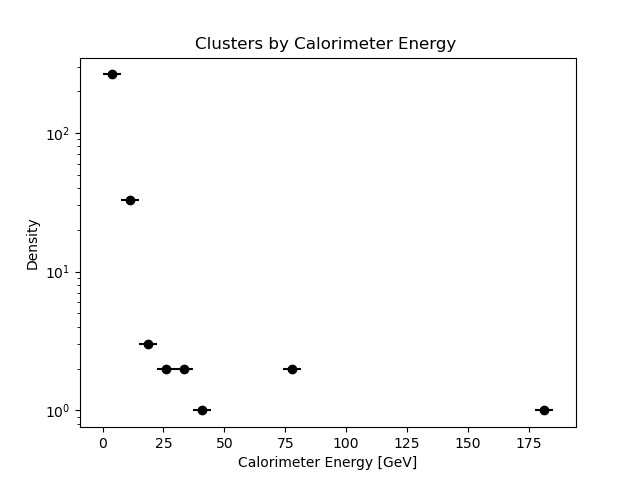 Clusters by Calorimeter Energy
Density
10²
10¹
10⁰
0 25 50 75 100 125 150 175
Calorimeter Energy [GeV]